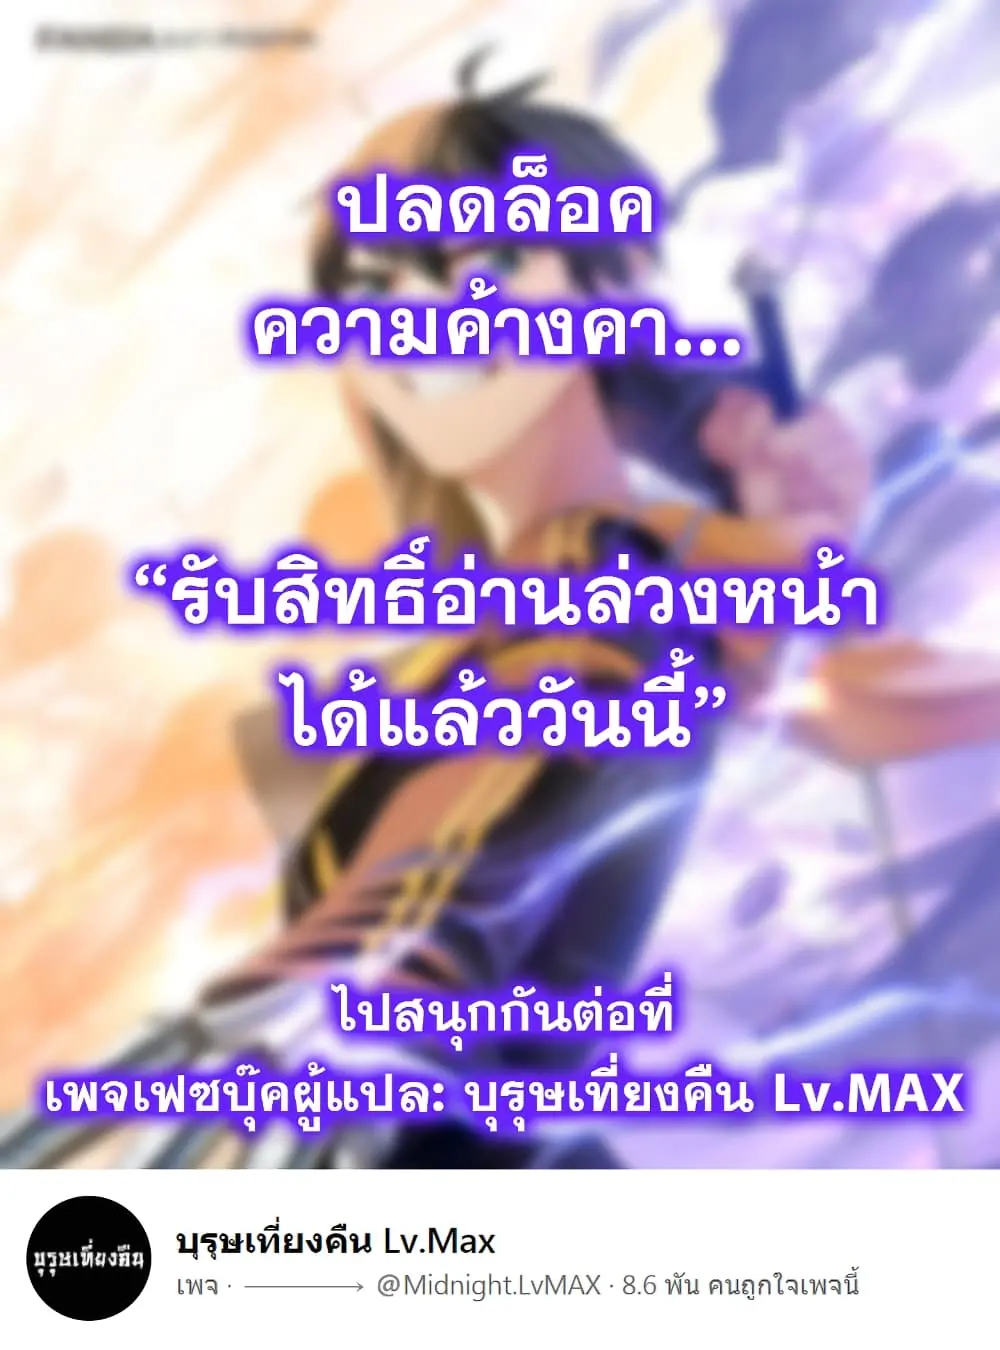 ปลดล็อค
ความค้างคา...
“รับสิทธิ์อ่านล่วงหน้า
ได้แล้ววันนี้”
ไปสนุกกันต่อที่
เพจเฟซบุ๊คผู้แปล: บุรุษเที่ยงคืน Lv.MAX
บุรุษเที่ยงคืน
บุรุษเที่ยงคืน Lv.Max
เพจ · → @Midnight.LvMAX · 8.6 พัน คนถูกใจเพจนี้